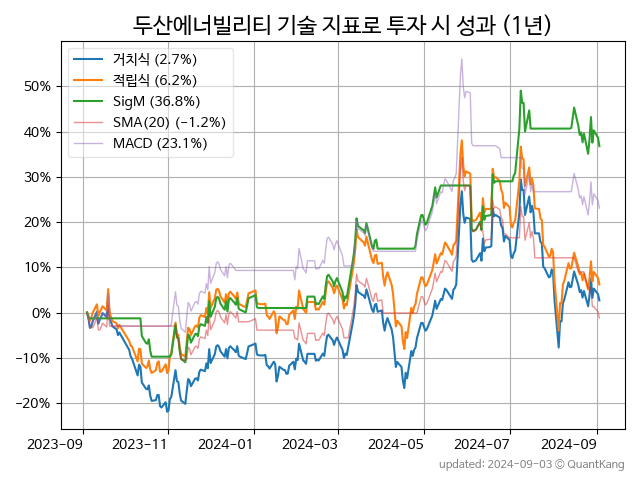 두산에너빌리티 기술 지표로 투자 시 성과 (1년)
거치식 (2.7%)
적립식 (6.2%)
SigM (36.8%)
SMA(20) (−1.2%)
MACD (23.1%)
50%
40%
30%
20%
10%
0%
−10%
−20%
2023-09 2023-11 2024-01 2024-03 2024-05 2024-07 2024-09
updated: 2024-09-03 ⓒ QuantKang